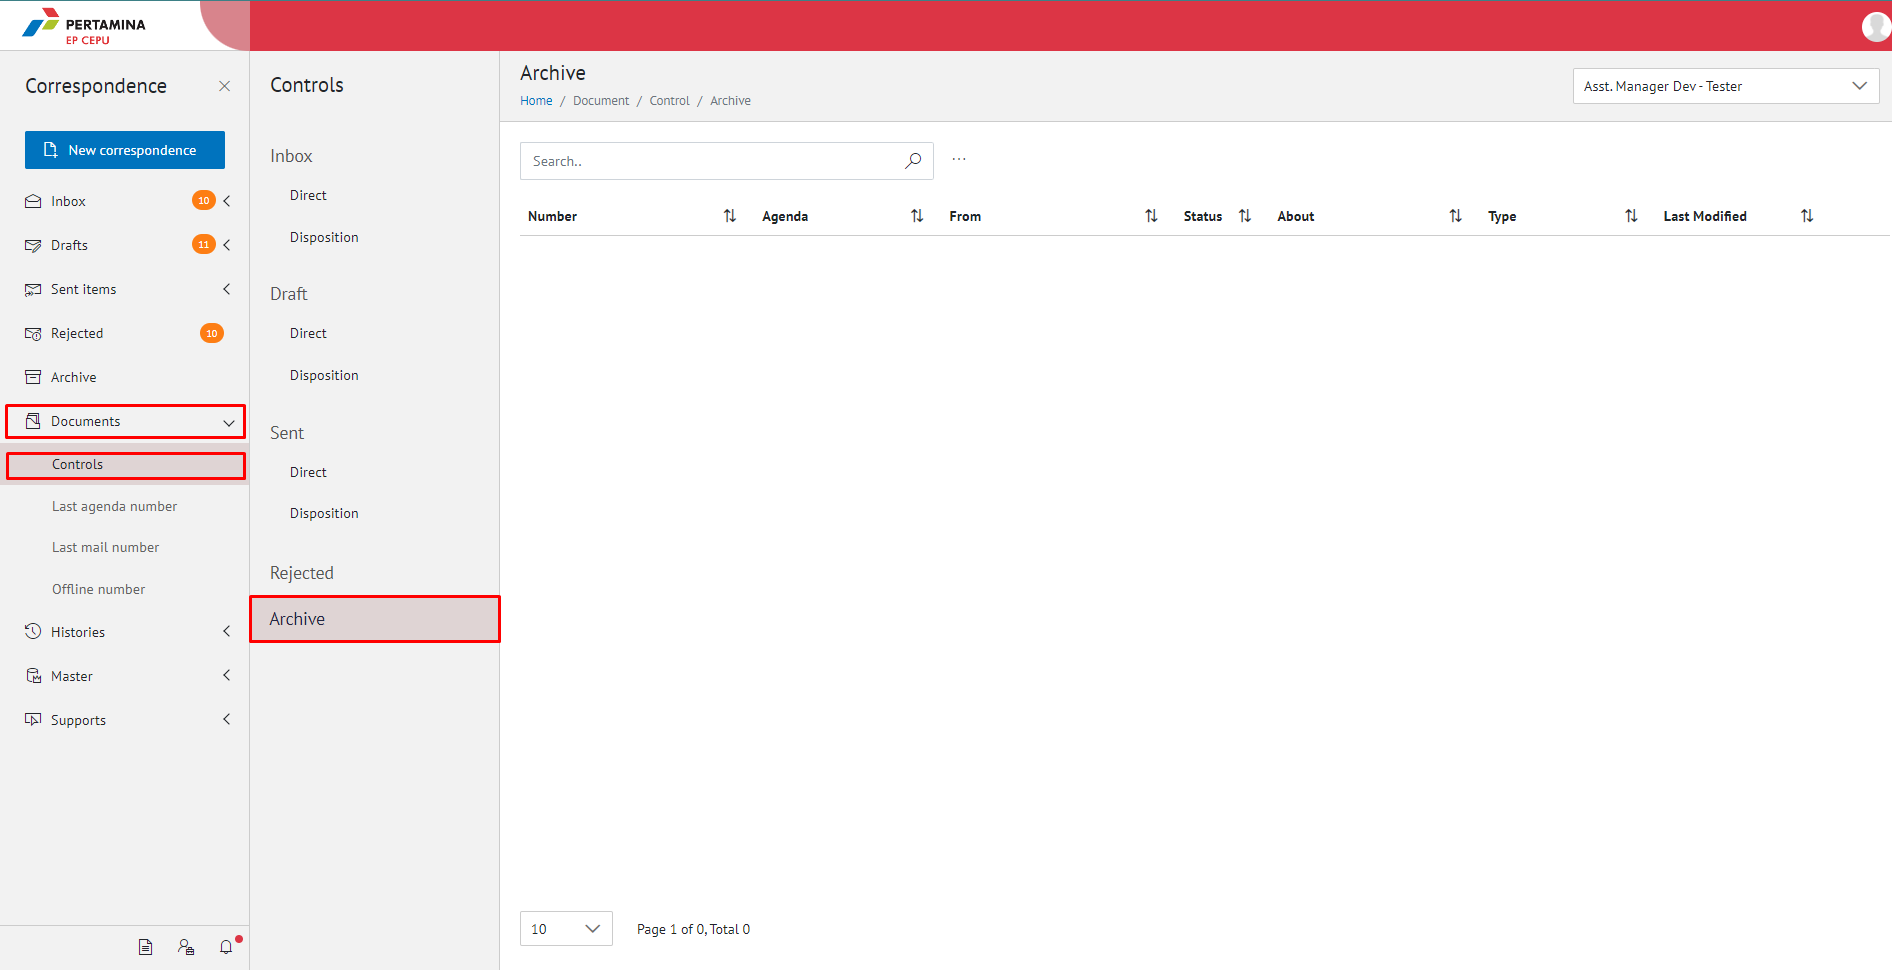 PERTAMINA
EP CEPU
Correspondence
New correspondence
Inbox 10
Drafts 11
Sent items
Rejected 10
Archive
Documents
Controls
Last agenda number
Last mail number
Offline number
Histories
Master
Supports
Controls
Inbox
Direct
Disposition
Draft
Direct
Disposition
Sent
Direct
Disposition
Rejected
Archive
Archive
Home / Document / Control / Archive
Asst. Manager Dev - Tester
Search..
...
Number Agenda From Status About Type Last Modified
10 Page 1 of 0, Total 0